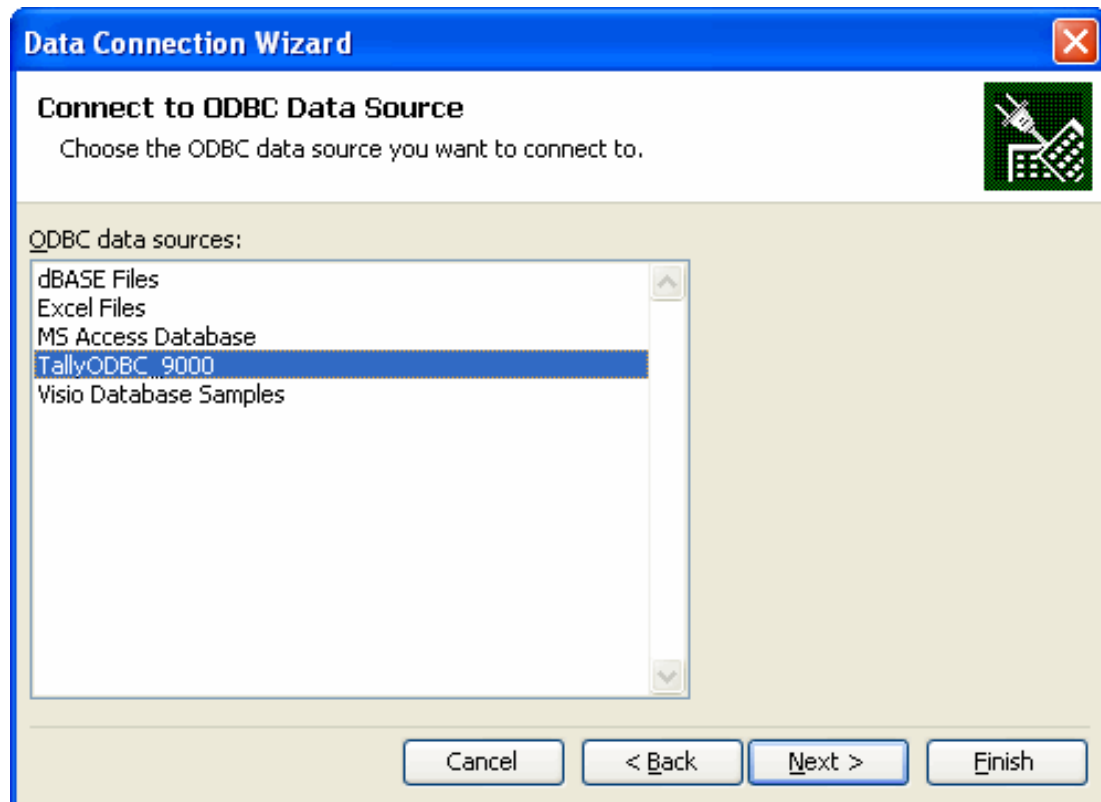 Data Connection Wizard
Connect to ODBC Data Source
Choose the ODBC data source you want to connect to.
ODBC data sources:
dBASE Files
Excel Files
MS Access Database
TallyODBC_9000
Visio Database Samples
Cancel
< Back
Next >
Finish